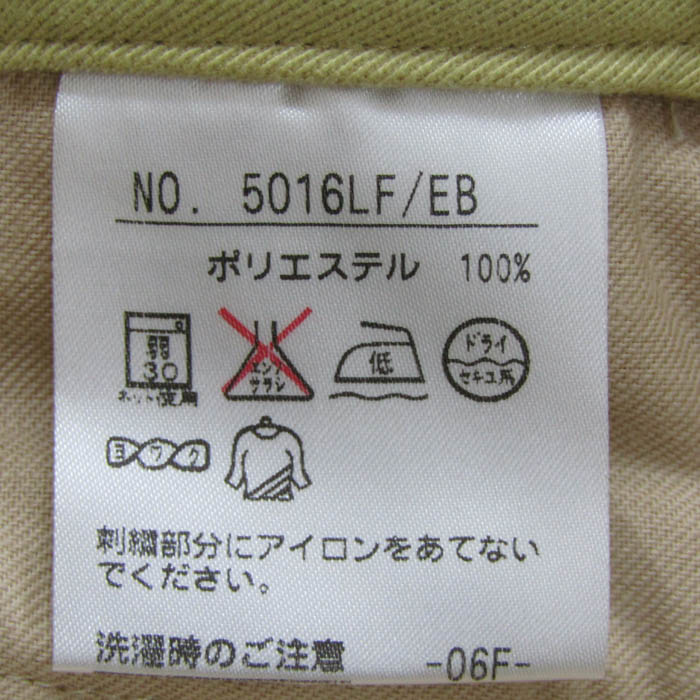 NO. 5016LF/EB
ポリエステル 100%
弱
30
ネット使用
エンソ
サラシ
低
ドライ
セキユ系
ヨワク
刺繍部分にアイロンをあてない
でください。
洗濯時のご注意 -06F-